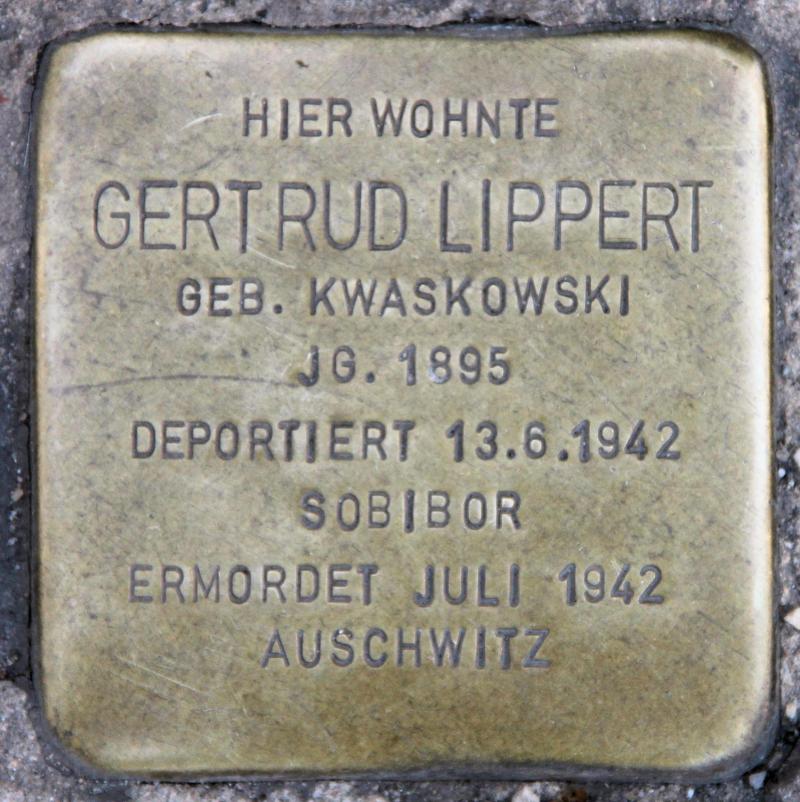 HIER WOHNTE
GERTRUD LIPPERT
GEB. KWASKOWSKI
JG. 1895
DEPORTIERT 13.6.1942
SOBIBOR
ERMORDET JULI 1942
AUSCHWITZ